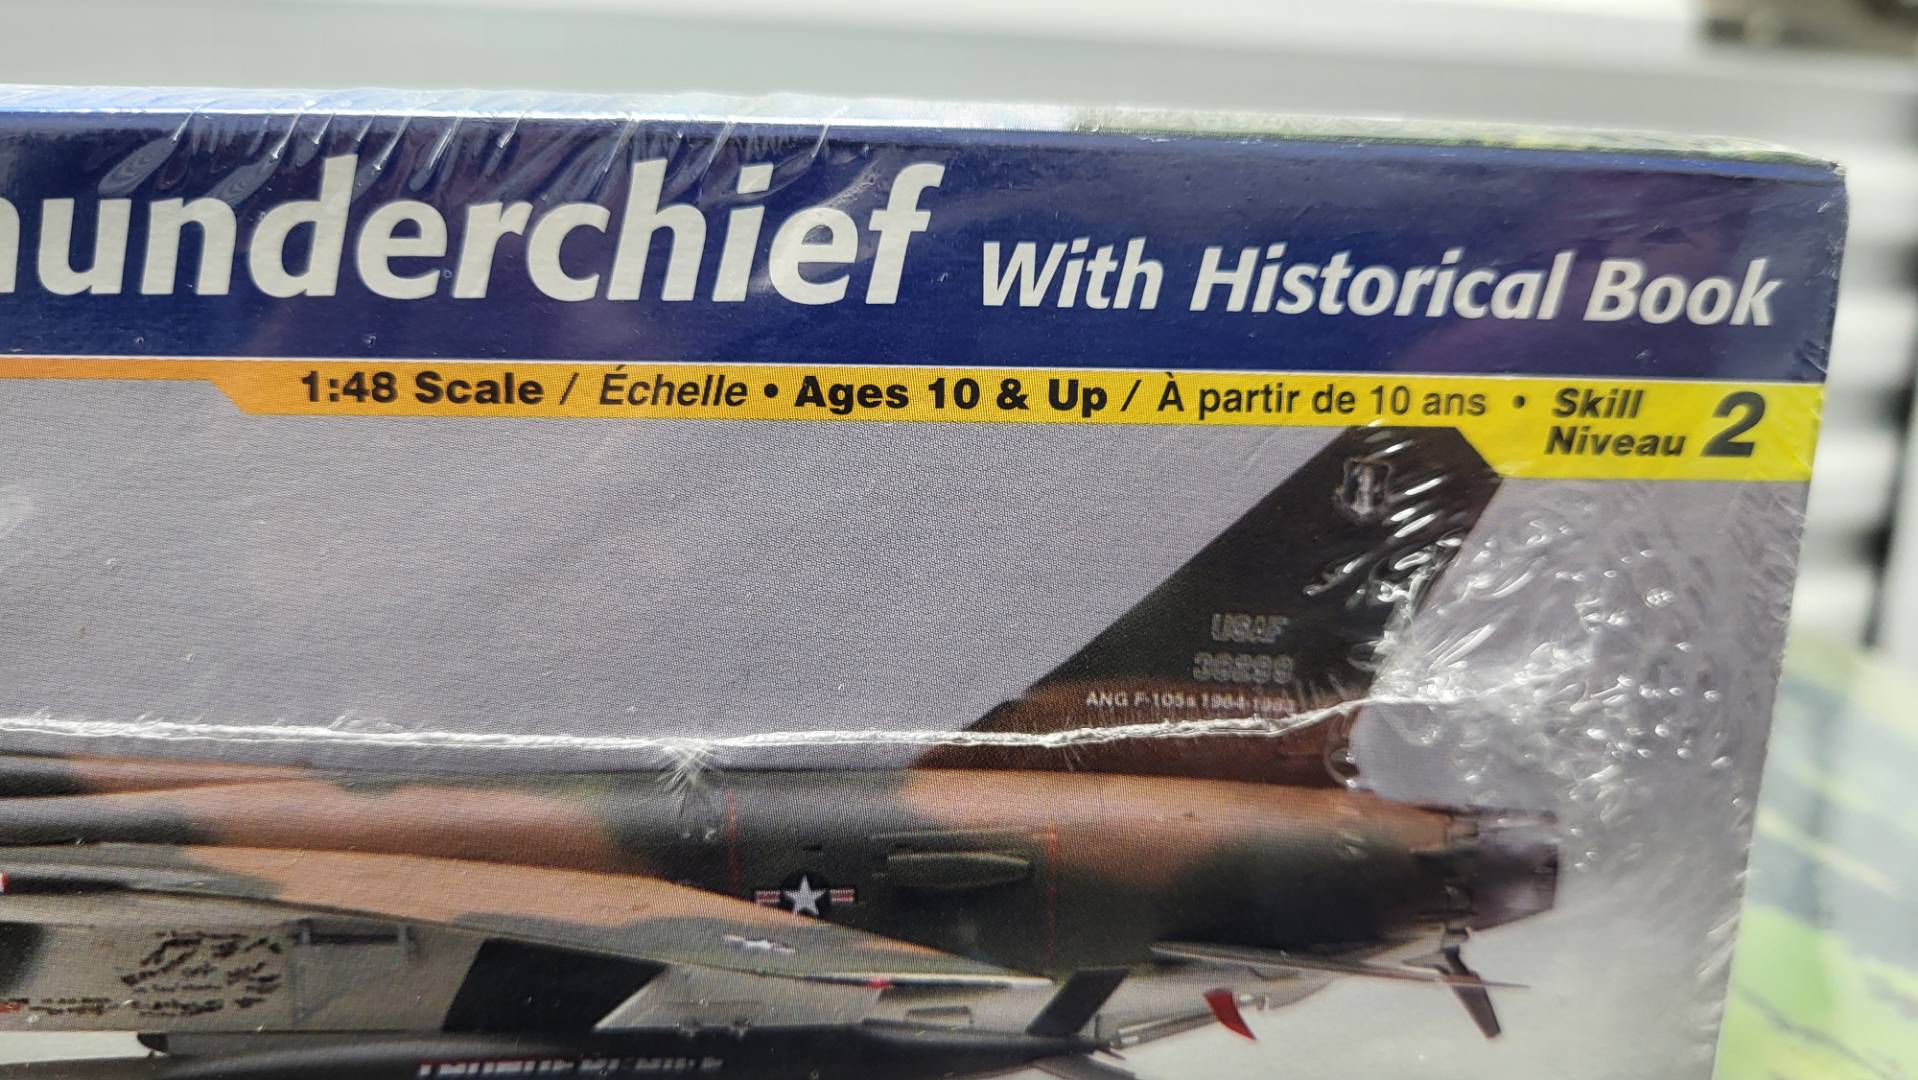 hunderchief With Historical Book
1:48 Scale / Échelle • Ages 10 & Up / À partir de 10 ans • Skill Niveau 2
USAF
ANG F-105s 1964-1983